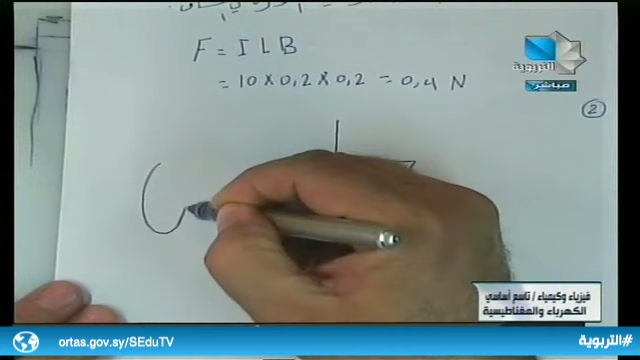 F = I L B
= 10 × 0,2 × 0,2 = 0,4 N
2
التربوية
مباشر
فيزياء وكيمياء / تاسع أساسي
الكهرباء والمغناطيسية
ortas.gov.sy/SEduTV
#التربوية